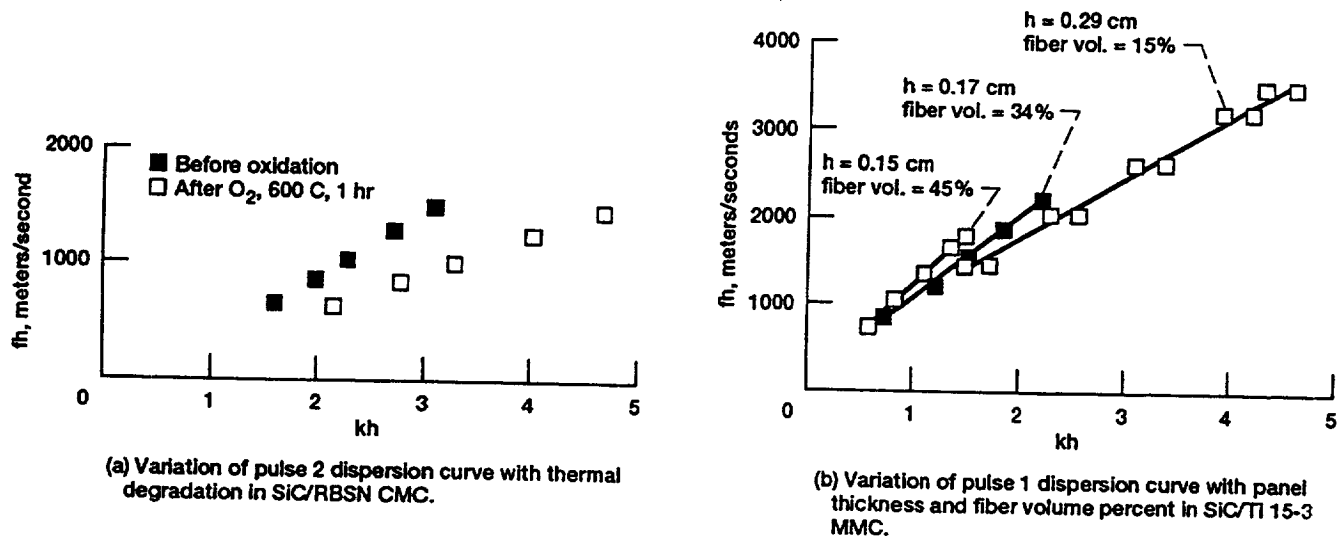 2000
1000
0
fh, meters/second
■ Before oxidation
□ After O₂, 600 C, 1 hr
1 2 3 4 5
kh
(a) Variation of pulse 2 dispersion curve with thermal
degradation in SiC/RBSN CMC.
4000
3000
2000
1000
0
fh, meters/seconds
h = 0.29 cm
fiber vol. = 15%
h = 0.17 cm
fiber vol. = 34%
h = 0.15 cm
fiber vol. = 45%
1 2 3 4 5
kh
(b) Variation of pulse 1 dispersion curve with panel
thickness and fiber volume percent in SiC/TI 15-3
MMC.